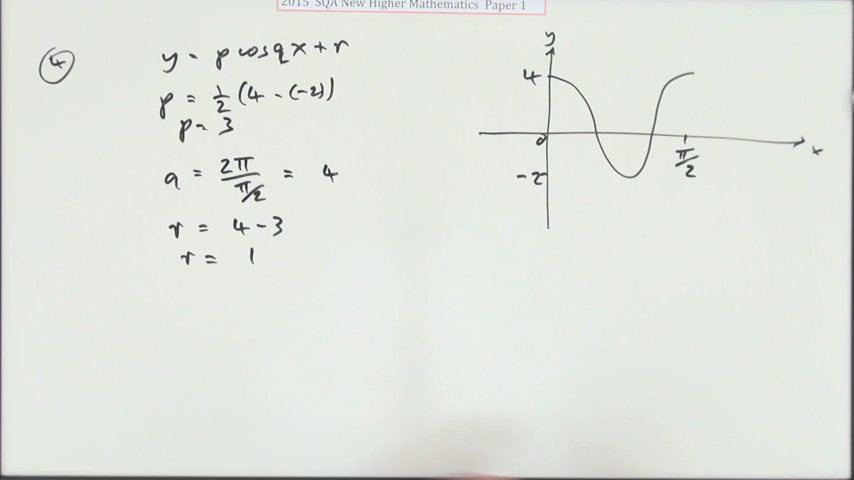 2015 SQA New Higher Mathematics Paper 1
4
y = p cos qx + r
p = 1/2 (4 - (-2))
p = 3
q = 2π / π/2 = 4
r = 4 - 3
r = 1
y
4
0
x
π/2
-2